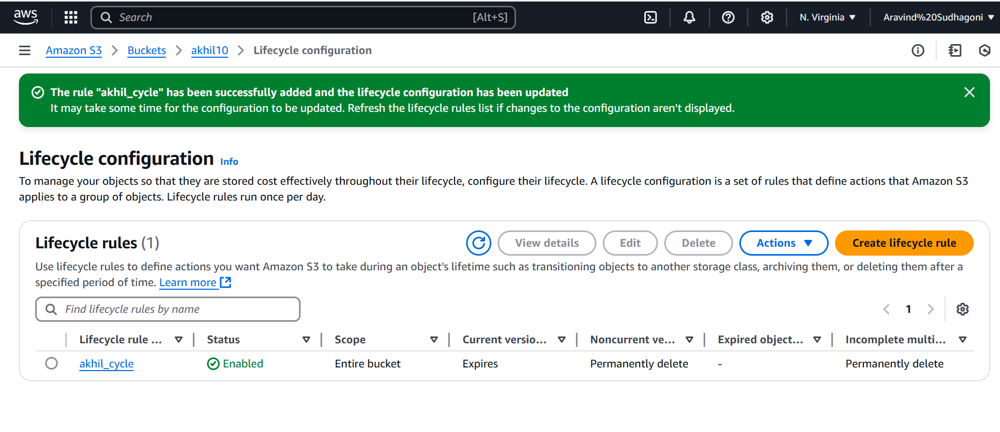 aws
Search [Alt+S] N. Virginia Aravind%20Sudhagoni
Amazon S3 Buckets akhil10 Lifecycle configuration
The rule "akhil_cycle" has been successfully added and the lifecycle configuration has been updated
It may take some time for the configuration to be updated. Refresh the lifecycle rules list if changes to the configuration aren't displayed.
Lifecycle configuration Info
To manage your objects so that they are stored cost effectively throughout their lifecycle, configure their lifecycle. A lifecycle configuration is a set of rules that define actions that Amazon S3
applies to a group of objects. Lifecycle rules run once per day.
Lifecycle rules (1) View details Edit Delete Actions Create lifecycle rule
Use lifecycle rules to define actions you want Amazon S3 to take during an object's lifetime such as transitioning objects to another storage class, archiving them, or deleting them after a
specified period of time. Learn more
Find lifecycle rules by name 1
Lifecycle rule ... Status Scope Current versio... Noncurrent ve... Expired object... Incomplete multi...
akhil_cycle Enabled Entire bucket Expires Permanently delete - Permanently delete